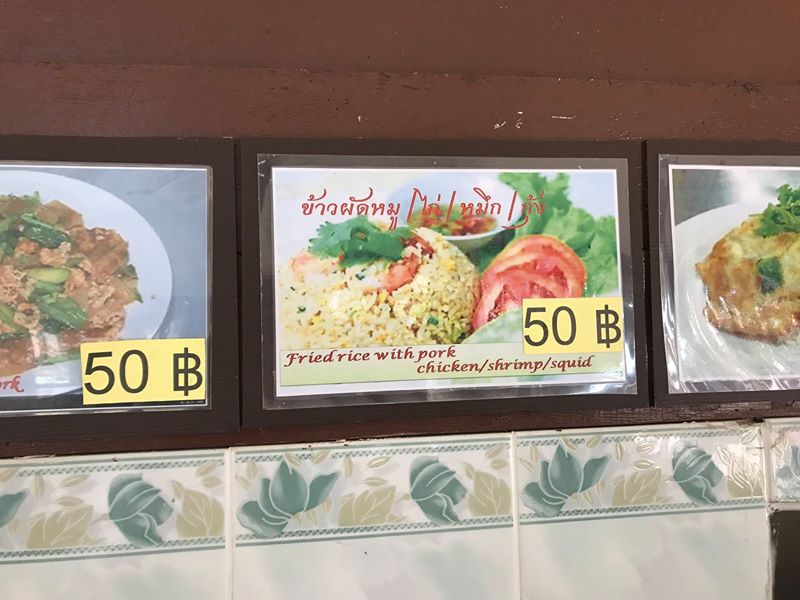 ข้าวผัดหมู/ไก่/หมึก/กุ้ง
50 ฿
Fried rice with pork
chicken/shrimp/squid
ork
50 ฿